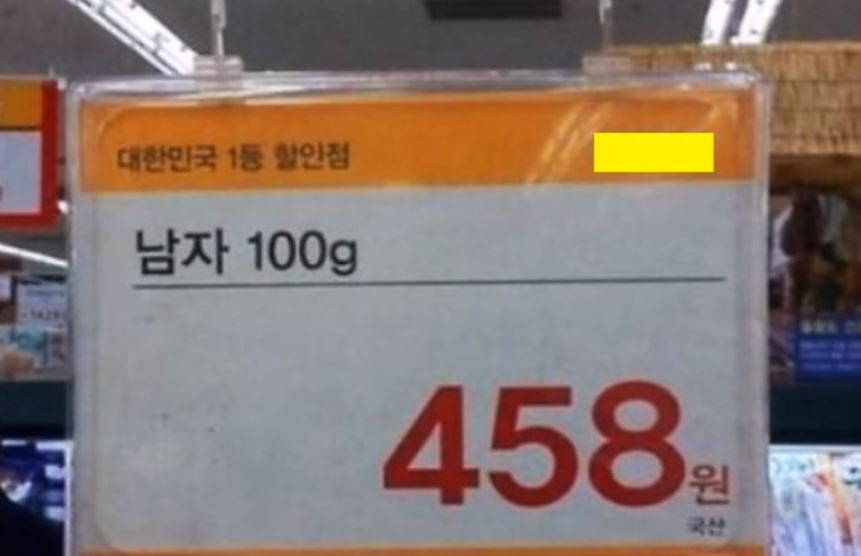 대한민국 1등 할인점
남자 100g
458원
국산